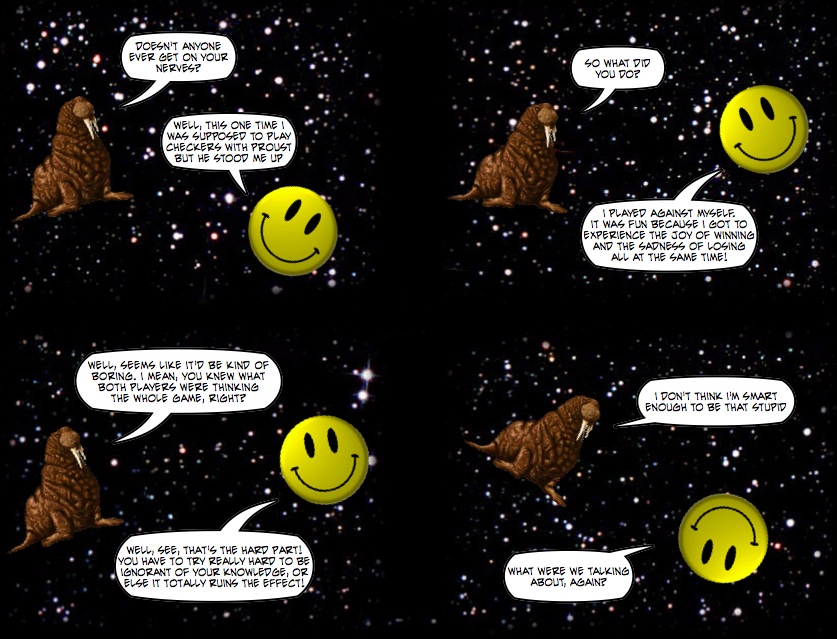 DOESN'T ANYONE
EVER GET ON YOUR
NERVES?
WELL, THIS ONE TIME I
WAS SUPPOSED TO PLAY
CHECKERS WITH PROUST
BUT HE STOOD ME UP
SO WHAT DID
YOU DO?
I PLAYED AGAINST MYSELF.
IT WAS FUN BECAUSE I GOT TO
EXPERIENCE THE JOY OF WINNING
AND THE SADNESS OF LOSING
ALL AT THE SAME TIME!
WELL, SEEMS LIKE IT'D BE KIND OF
BORING. I MEAN, YOU KNEW WHAT
BOTH PLAYERS WERE THINKING
THE WHOLE GAME, RIGHT?
WELL, SEE, THAT'S THE HARD PART!
YOU HAVE TO TRY REALLY HARD TO BE
IGNORANT OF YOUR KNOWLEDGE, OR
ELSE IT TOTALLY RUINS THE EFFECT!
I DON'T THINK I'M SMART
ENOUGH TO BE THAT STUPID
WHAT WERE WE TALKING
ABOUT, AGAIN?